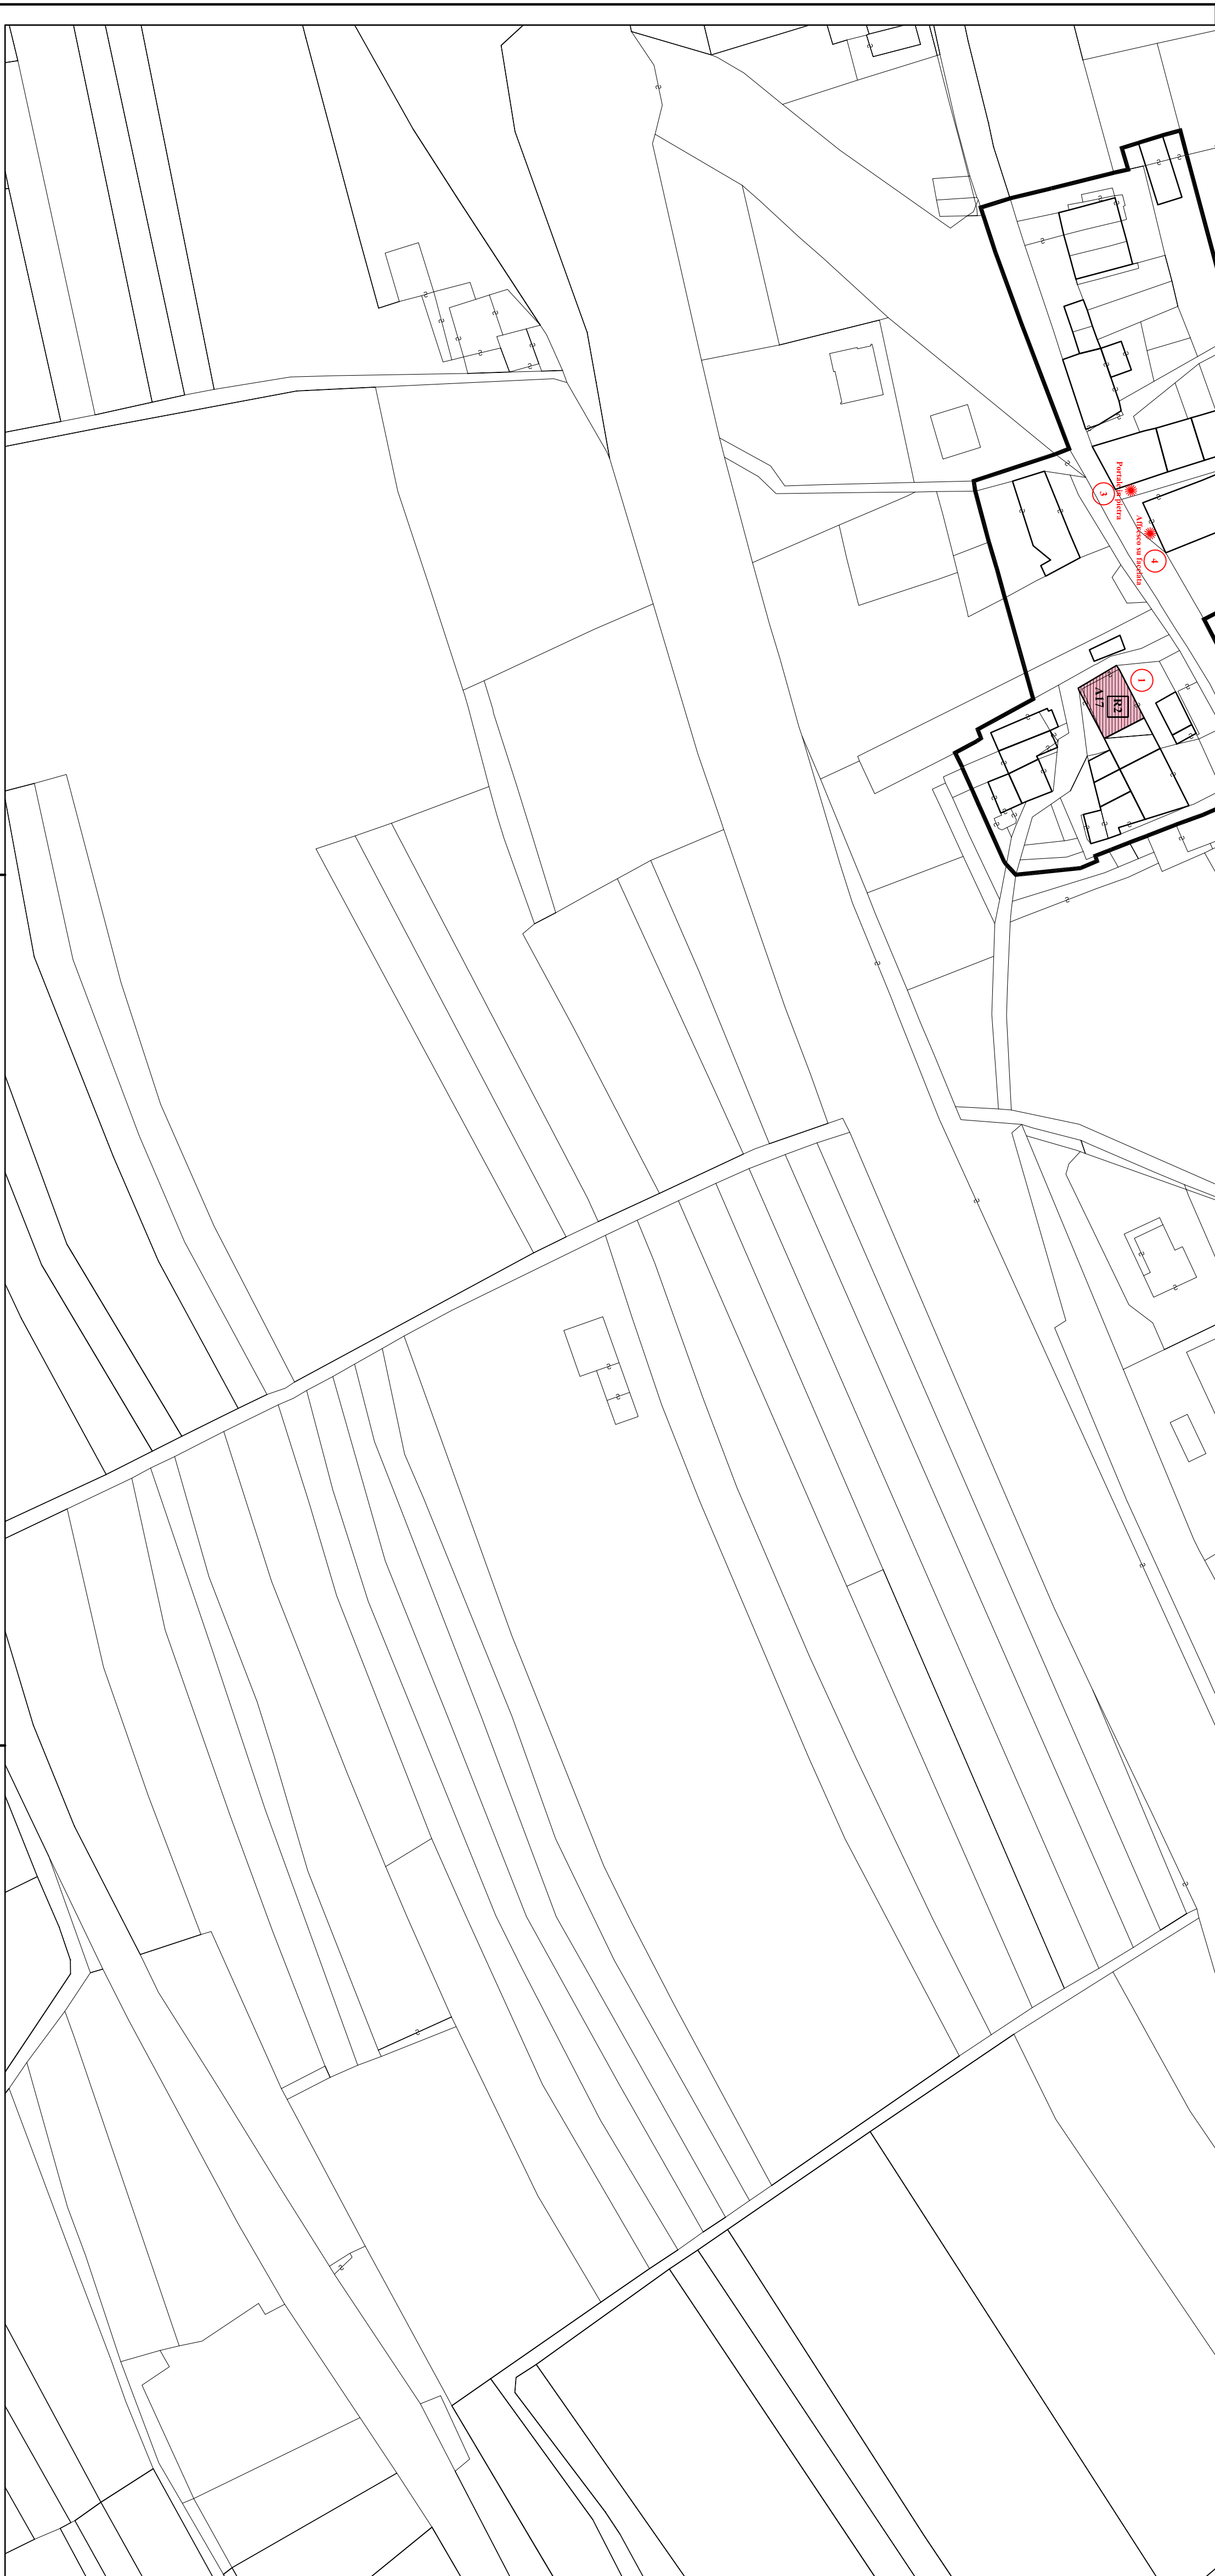 Portale in pietra
3
Affresco su facciata
4
1
R2
A17